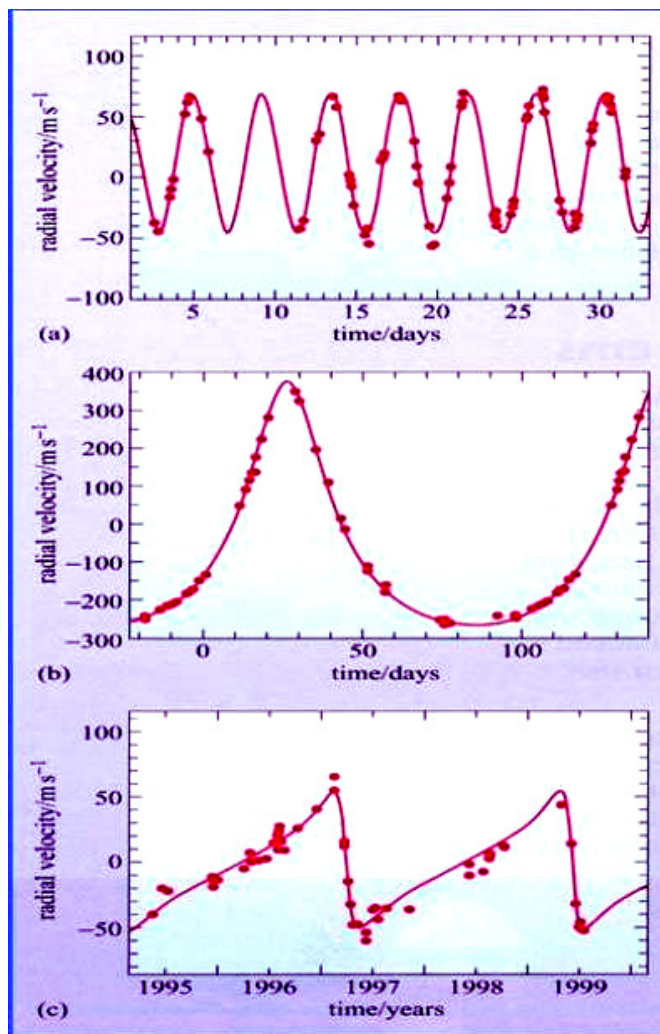 100
50
0
−50
−100
radial velocity/m s⁻¹
5 10 15 20 25 30
(a)
time/days
400
300
200
100
0
−100
−200
−300
radial velocity/m s⁻¹
0 50 100
(b)
time/days
100
50
0
−50
radial velocity/m s⁻¹
1995 1996 1997 1998 1999
(c)
time/years